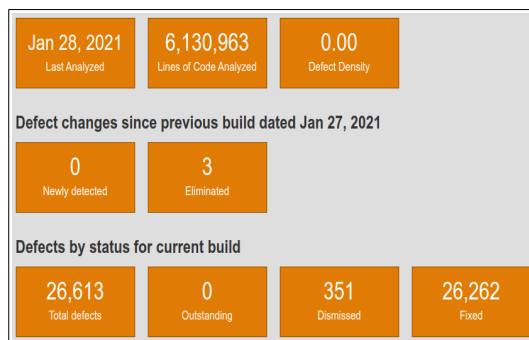 Jan 28, 2021
Last Analyzed
6,130,963
Lines of Code Analyzed
0.00
Defect Density
Defect changes since previous build dated Jan 27, 2021
0
Newly detected
3
Eliminated
Defects by status for current build
26,613
Total defects
0
Outstanding
351
Dismissed
26,262
Fixed